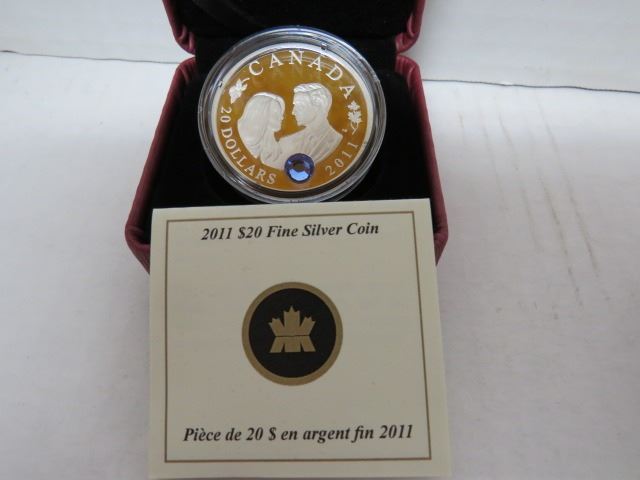 CANADA
20 DOLLARS
2011
2011 $20 Fine Silver Coin
Pièce de 20 $ en argent fin 2011